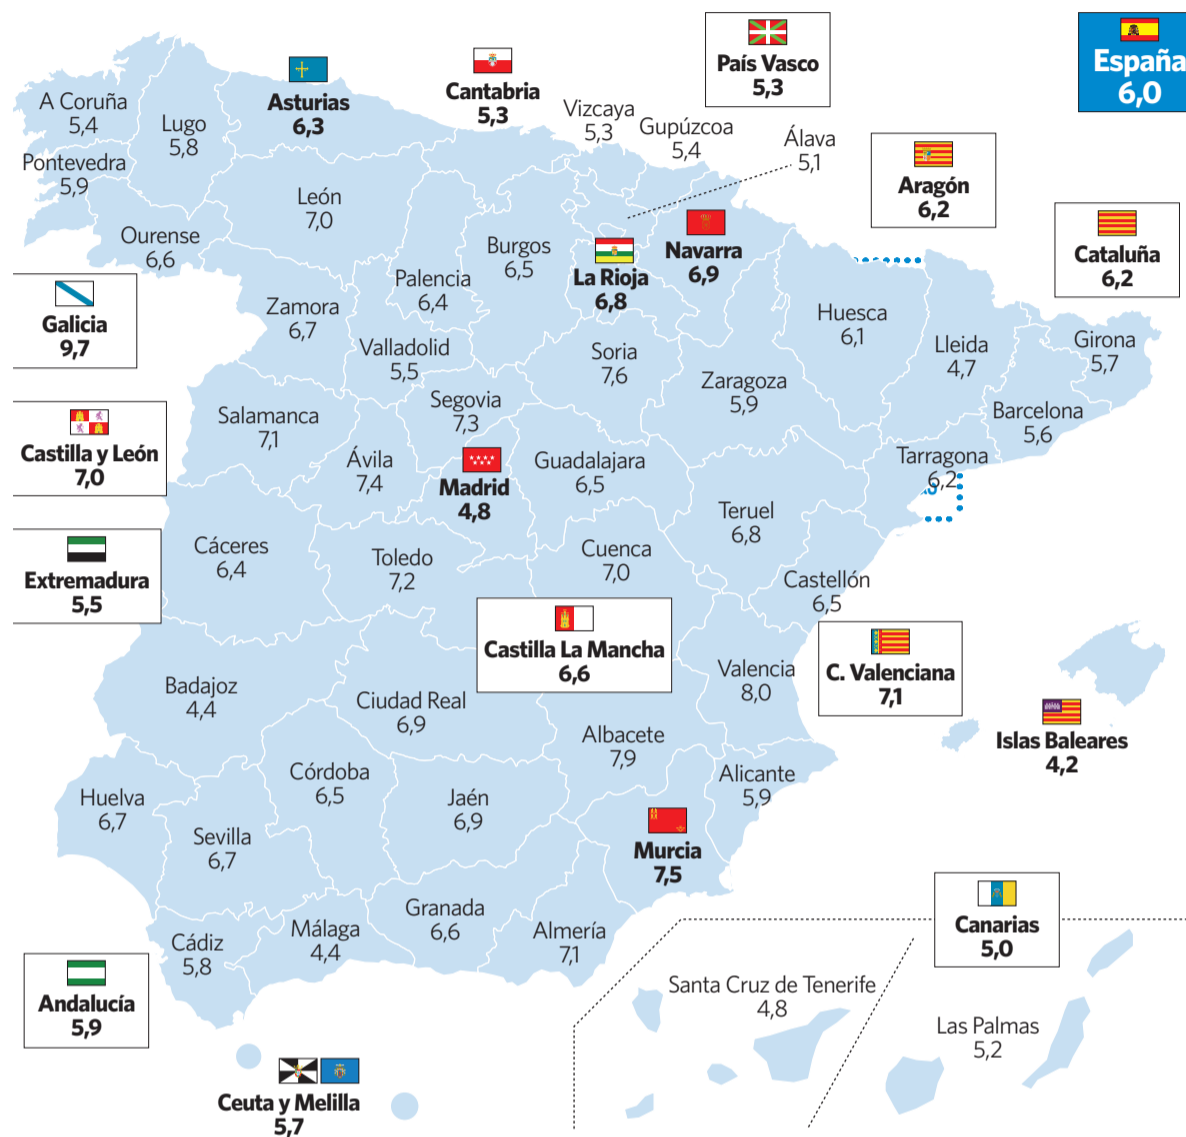 País Vasco
5,3
España
6,0
Asturias
6,3
Cantabria
5,3
A Coruña
5,4
Lugo
5,8
Vizcaya
5,3
Gupúzcoa
5,4
Álava
5,1
Pontevedra
5,9
Aragón
6,2
León
7,0
Ourense
6,6
Burgos
6,5
Navarra
6,9
La Rioja
6,8
Cataluña
6,2
Palencia
6,4
Galicia
9,7
Zamora
6,7
Huesca
6,1
Valladolid
5,5
Soria
7,6
Lleida
4,7
Girona
5,7
Zaragoza
5,9
Segovia
7,3
Salamanca
7,1
Barcelona
5,6
Castilla y León
7,0
Ávila
7,4
Madrid
4,8
Guadalajara
6,5
Tarragona
6,2
Teruel
6,8
Cáceres
6,4
Toledo
7,2
Cuenca
7,0
Extremadura
5,5
Castellón
6,5
Castilla La Mancha
6,6
Valencia
8,0
C. Valenciana
7,1
Badajoz
4,4
Ciudad Real
6,9
Albacete
7,9
Islas Baleares
4,2
Córdoba
6,5
Alicante
5,9
Huelva
6,7
Jaén
6,9
Sevilla
6,7
Murcia
7,5
Granada
6,6
Málaga
4,4
Almería
7,1
Cádiz
5,8
Canarias
5,0
Andalucía
5,9
Santa Cruz de Tenerife
4,8
Las Palmas
5,2
Ceuta y Melilla
5,7